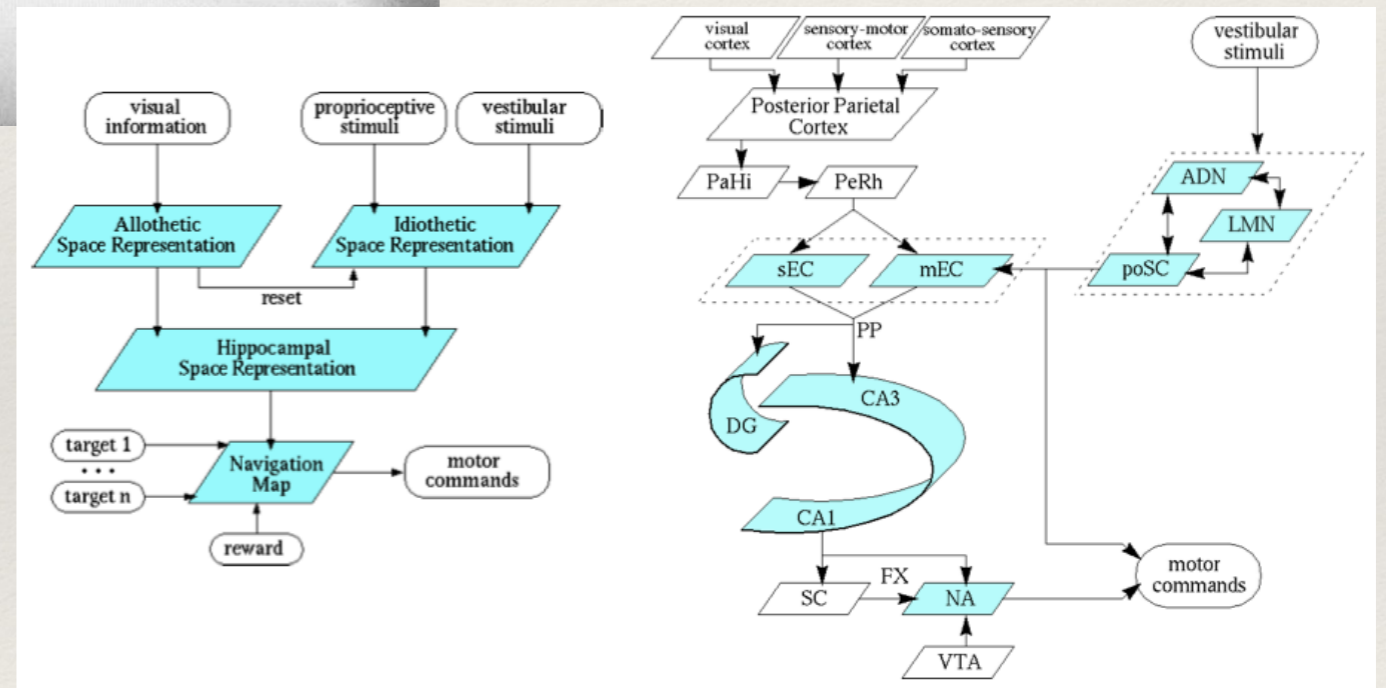 visual
information
proprioceptive
stimuli
vestibular
stimuli
Allothetic
Space Representation
Idiothetic
Space Representation
reset
Hippocampal
Space Representation
target 1
• • •
target n
Navigation
Map
motor
commands
reward
visual
cortex
sensory-motor
cortex
somato-sensory
cortex
vestibular
stimuli
Posterior Parietal
Cortex
PaHi
PeRh
ADN
LMN
poSC
sEC
mEC
PP
DG
CA3
CA1
SC
FX
NA
VTA
motor
commands